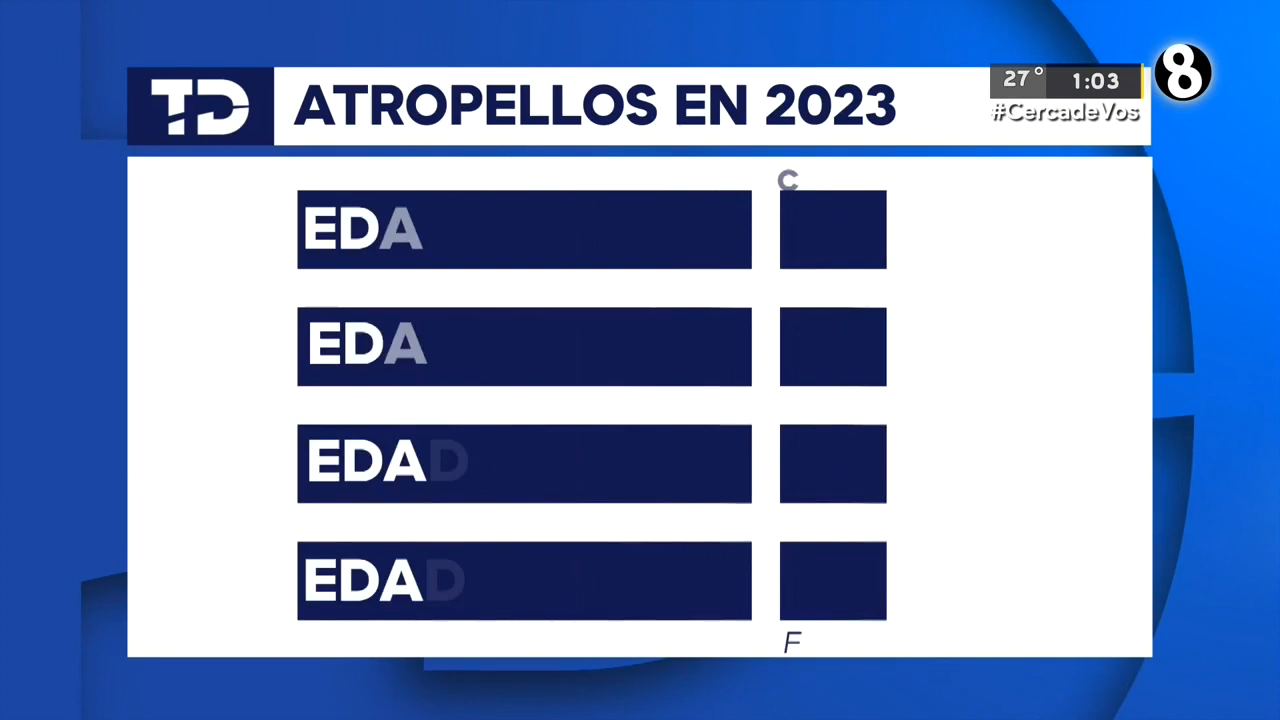 TD
ATROPELLOS EN 2023
27° 1:03
8
#CercadeVos
C
EDA
EDA
EDAD
EDAD
F